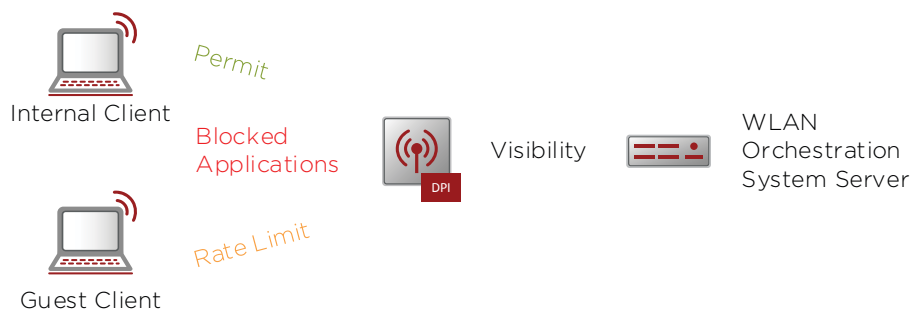 Permit
Internal Client
Blocked
Applications
DPI
Visibility
WLAN
Orchestration
System Server
Rate Limit
Guest Client